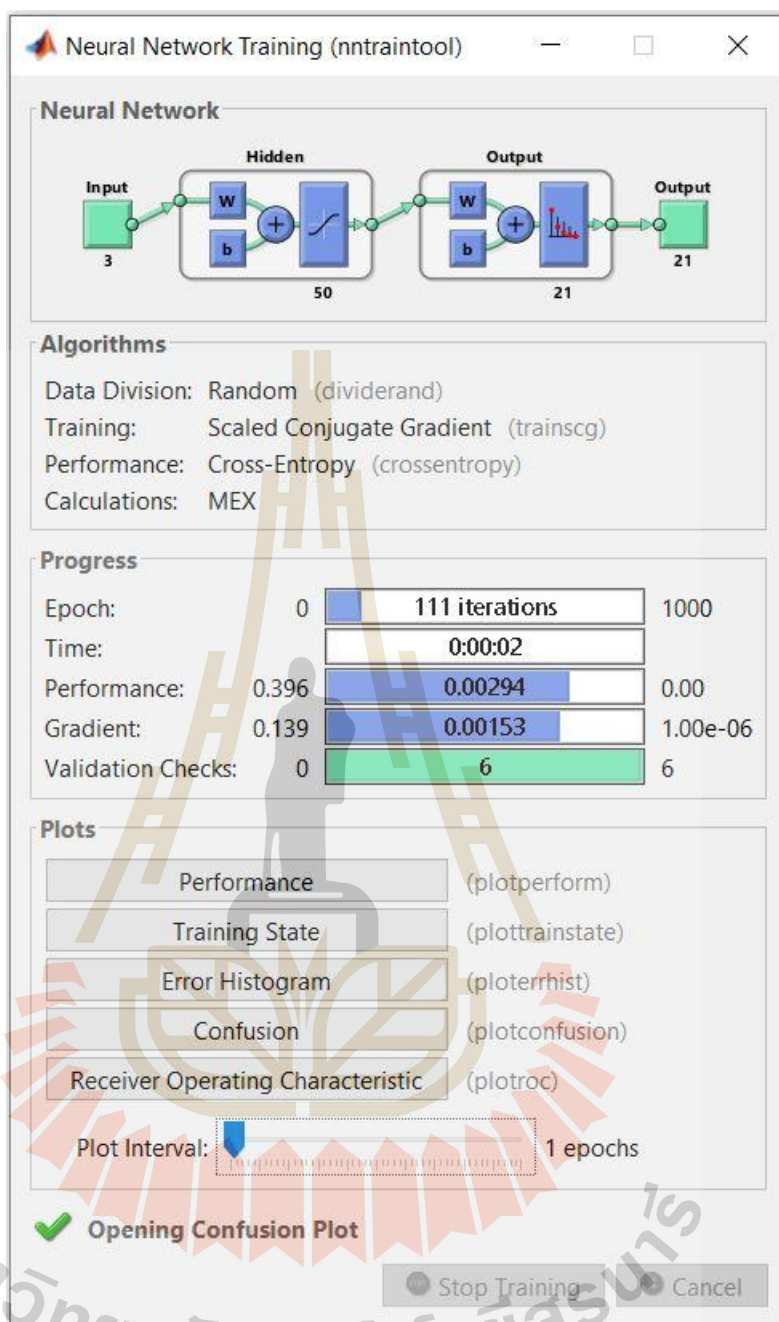 Neural Network Training (nntraintool)
Neural Network
Hidden
Output
Input
W
b
+
W
b
+
Output
3
50
21
21
Algorithms
Data Division: Random (dividerand)
Training: Scaled Conjugate Gradient (trainscg)
Performance: Cross-Entropy (crossentropy)
Calculations: MEX
Progress
Epoch: 0 111 iterations 1000
Time: 0:00:02
Performance: 0.396 0.00294 0.00
Gradient: 0.139 0.00153 1.00e-06
Validation Checks: 0 6 6
Plots
Performance (plotperform)
Training State (plottrainstate)
Error Histogram (ploterrhist)
Confusion (plotconfusion)
Receiver Operating Characteristic (plotroc)
Plot Interval: 1 epochs
Opening Confusion Plot
Stop Training Cancel